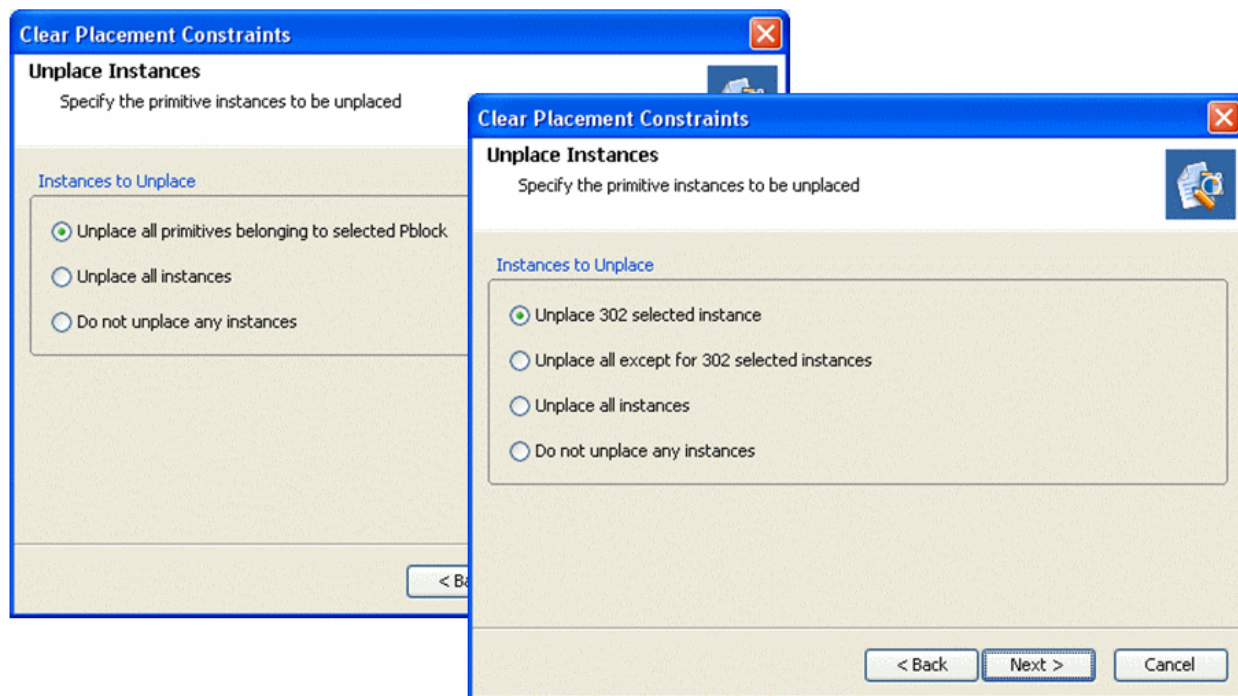 Clear Placement Constraints
Unplace Instances
Specify the primitive instances to be unplaced
Instances to Unplace
Unplace all primitives belonging to selected Pblock
Unplace all instances
Do not unplace any instances
Clear Placement Constraints
Unplace Instances
Specify the primitive instances to be unplaced
Instances to Unplace
Unplace 302 selected instance
Unplace all except for 302 selected instances
Unplace all instances
Do not unplace any instances
< Back
Next >
Cancel